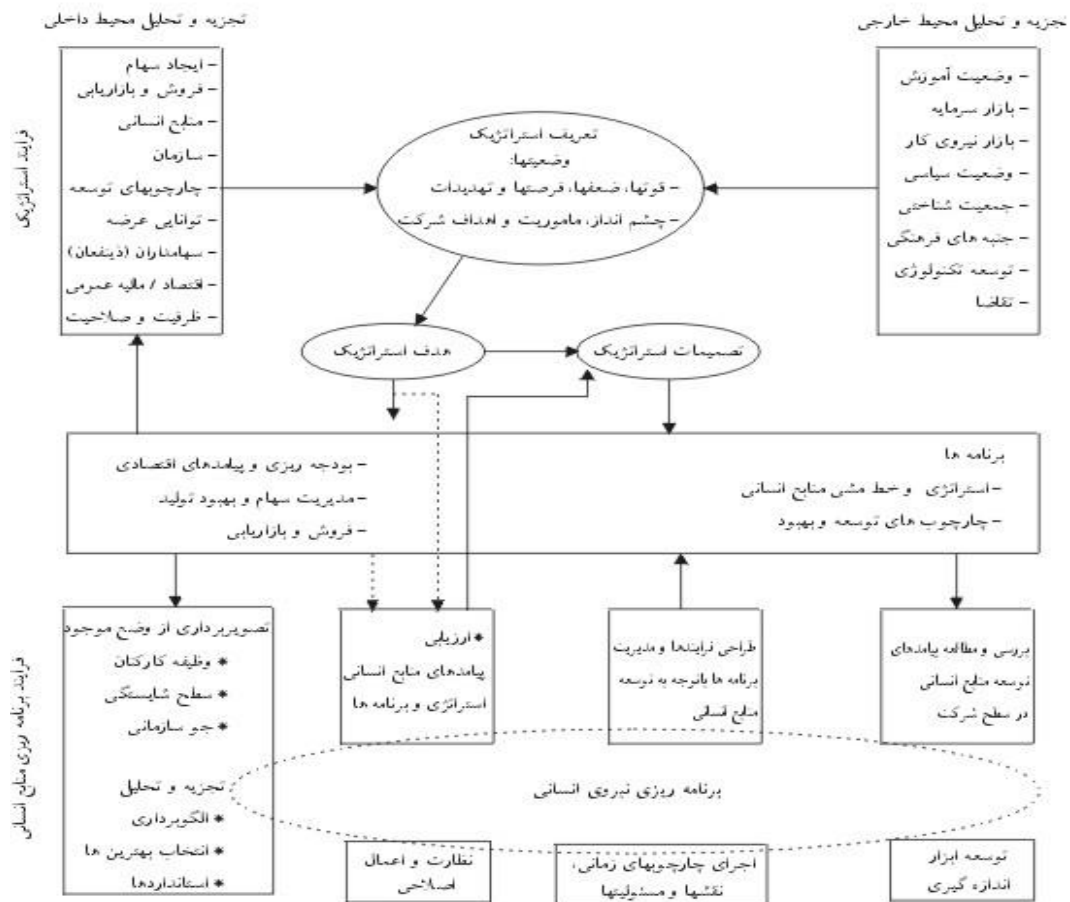 تجزیه و تحلیل محیط خارجی
تجزیه و تحلیل محیط داخلی
– وضعیت آموزش
– بازار سرمایه
– بازار نیروی کار
– وضعیت سیاسی
– جمعیت شناختی
– جنبه های فرهنگی
– توسعه تکنولوژی
– تقاضا
تعریف استراتژیک
وضعیتها:
– قوتها، ضعفها، فرصتها و تهدیدات
– چشم انداز، ماموریت و اهداف شرکت
– ایجاد سهام
– فروش و بازاریابی
– منابع انسانی
– سازمان
– چارچوبهای توسعه
– توانایی عرضه
– سهامداران (ذینفعان)
– اقتصاد / مالیه عمومی
– ظرفیت و صلاحیت
فرایند استراتژیک
تصمیمات استراتژیک
هدف استراتژیک
برنامه ها
– استراتژی و خط مشی منابع انسانی
– چارچوب های توسعه و بهبود
– بودجه ریزی و پیامدهای اقتصادی
– مدیریت سهام و بهبود تولید
– فروش و بازاریابی
بررسی و مطالعه پیامدهای
توسعه منابع انسانی
در سطح شرکت
طراحی فرایندها و مدیریت
برنامه ها باتوجه به توسعه
منابع انسانی
* ارزیابی
پیامدهای منابع انسانی
استراتژی و برنامه ها
تصویربرداری از وضع موجود
* وظیفه کارکنان
* سطح شایستگی
* جو سازمانی
تجزیه و تحلیل
* الگوبرداری
* انتخاب بهترین ها
* استانداردها
فرایند برنامه ریزی منابع انسانی
برنامه ریزی نیروی انسانی
توسعه ابزار
اندازه گیری
اجرای چارچوبهای زمانی،
نقشها و مسئولیتها
نظارت و اعمال
اصلاحی